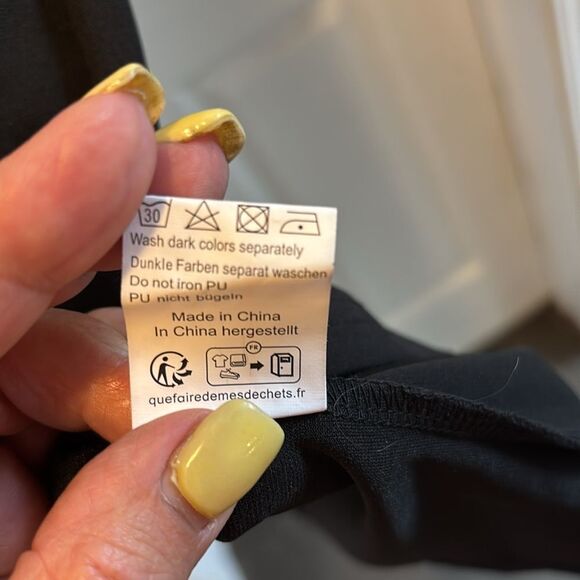 30
Wash dark colors separately
Dunkle Farben separat waschen
Do not iron PU
PU nicht bügeln
Made in China
In China hergestellt
FR
quefairedemesdechets.fr